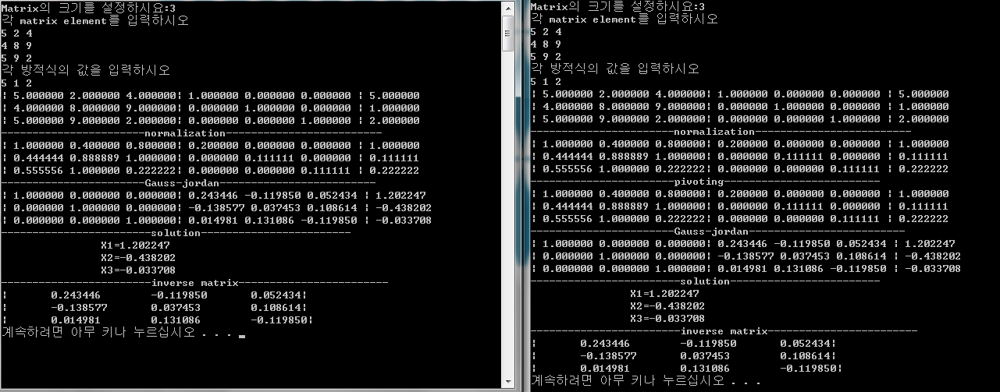 Matrix의 크기를 설정하시요:3
각 matrix element를 입력하시오
5 2 4
4 8 9
5 9 2
각 방적식의 값을 입력하시오
5 1 2
¦ 5.000000 2.000000 4.000000¦ 1.000000 0.000000 0.000000 ¦ 5.000000
¦ 4.000000 8.000000 9.000000¦ 0.000000 1.000000 0.000000 ¦ 1.000000
¦ 5.000000 9.000000 2.000000¦ 0.000000 0.000000 1.000000 ¦ 2.000000
-----------------------normalization-------------------------
¦ 1.000000 0.400000 0.800000¦ 0.200000 0.000000 0.000000 ¦ 1.000000
¦ 0.444444 0.888889 1.000000¦ 0.000000 0.111111 0.000000 ¦ 0.111111
¦ 0.555556 1.000000 0.222222¦ 0.000000 0.000000 0.111111 ¦ 0.222222
-----------------------Gauss-jordan-------------------------
¦ 1.000000 0.000000 0.000000¦ 0.243446 -0.119850 0.052434 ¦ 1.202247
¦ 0.000000 1.000000 0.000000¦ -0.138577 0.037453 0.108614 ¦ -0.438202
¦ 0.000000 0.000000 1.000000¦ 0.014981 0.131086 -0.119850 ¦ -0.033708
------------------------solution------------------------
X1=1.202247
X2=-0.438202
X3=-0.033708
------------------------inverse matrix------------------------
¦ 0.243446 -0.119850 0.052434¦
¦ -0.138577 0.037453 0.108614¦
¦ 0.014981 0.131086 -0.119850¦
계속하려면 아무 키나 누르십시오 . . .
Matrix의 크기를 설정하시요:3
각 matrix element를 입력하시오
5 2 4
4 8 9
5 9 2
각 방적식의 값을 입력하시오
5 1 2
¦ 5.000000 2.000000 4.000000¦ 1.000000 0.000000 0.000000 ¦ 5.000000
¦ 4.000000 8.000000 9.000000¦ 0.000000 1.000000 0.000000 ¦ 1.000000
¦ 5.000000 9.000000 2.000000¦ 0.000000 0.000000 1.000000 ¦ 2.000000
-----------------------normalization-------------------------
¦ 1.000000 0.400000 0.800000¦ 0.200000 0.000000 0.000000 ¦ 1.000000
¦ 0.444444 0.888889 1.000000¦ 0.000000 0.111111 0.000000 ¦ 0.111111
¦ 0.555556 1.000000 0.222222¦ 0.000000 0.000000 0.111111 ¦ 0.222222
-----------------------pivoting-------------------------
¦ 1.000000 0.400000 0.800000¦ 0.200000 0.000000 0.000000 ¦ 1.000000
¦ 0.444444 0.888889 1.000000¦ 0.000000 0.111111 0.000000 ¦ 0.111111
¦ 0.555556 1.000000 0.222222¦ 0.000000 0.000000 0.111111 ¦ 0.222222
-----------------------Gauss-jordan-------------------------
¦ 1.000000 0.000000 0.000000¦ 0.243446 -0.119850 0.052434 ¦ 1.202247
¦ 0.000000 1.000000 0.000000¦ -0.138577 0.037453 0.108614 ¦ -0.438202
¦ 0.000000 0.000000 1.000000¦ 0.014981 0.131086 -0.119850 ¦ -0.033708
------------------------solution------------------------
X1=1.202247
X2=-0.438202
X3=-0.033708
------------------------inverse matrix------------------------
¦ 0.243446 -0.119850 0.052434¦
¦ -0.138577 0.037453 0.108614¦
¦ 0.014981 0.131086 -0.119850¦
계속하려면 아무 키나 누르십시오 . . .